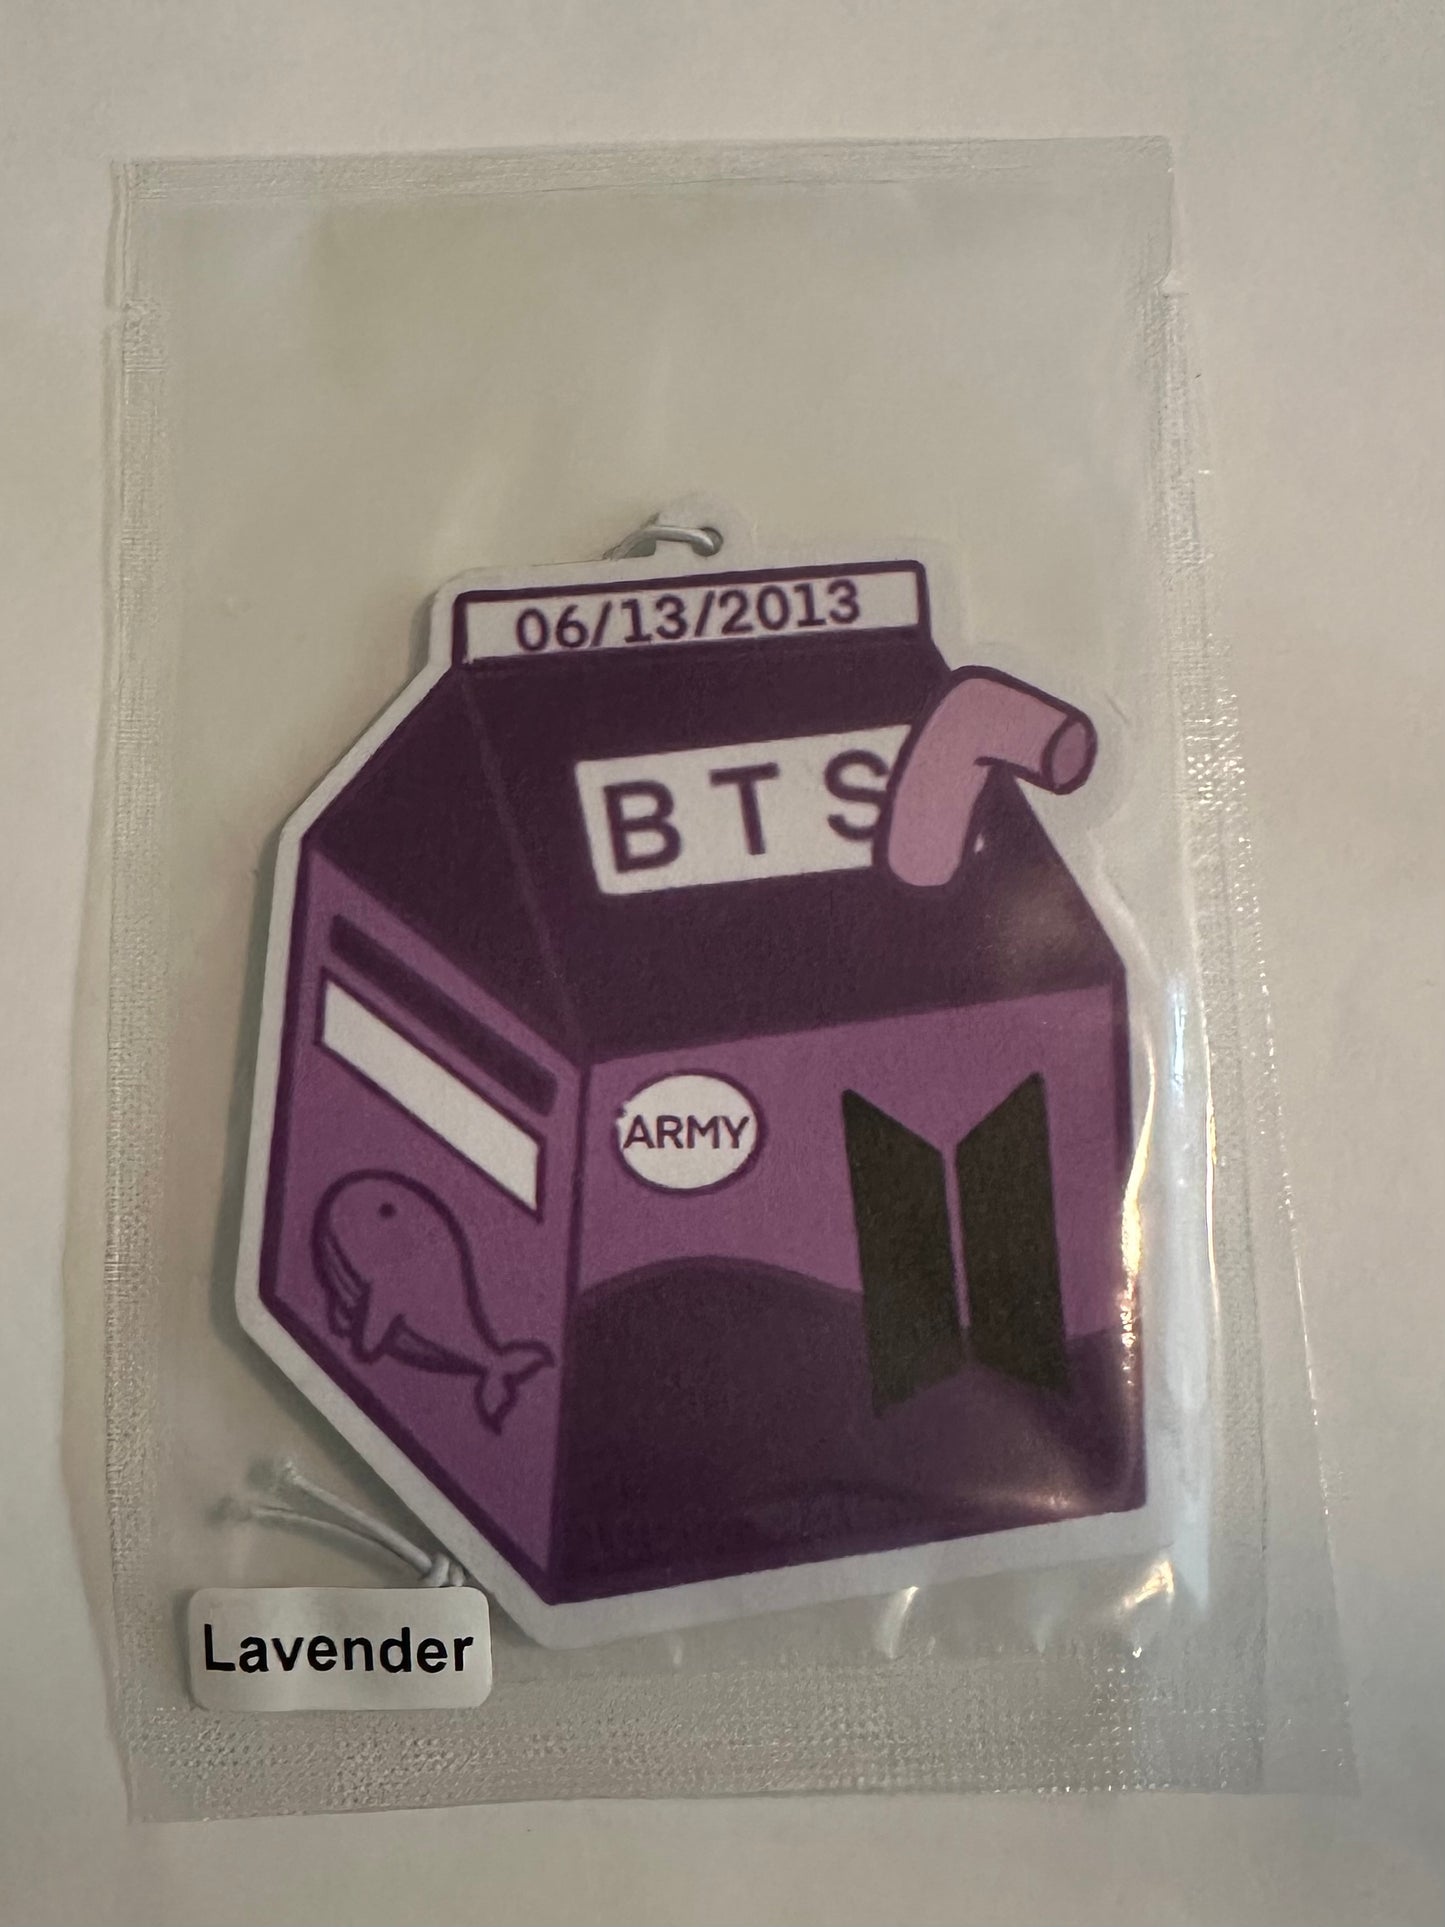 06/13/2013
BTS
ARMY
Lavender